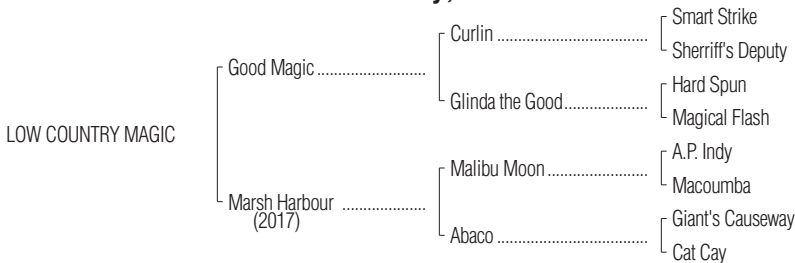 Smart Strike
Curlin
Sherriff's Deputy
Good Magic
Hard Spun
Glinda the Good
Magical Flash
LOW COUNTRY MAGIC
A.P. Indy
Malibu Moon
Macoumba
Marsh Harbour
(2017)
Giant's Causeway
Abaco
Cat Cay